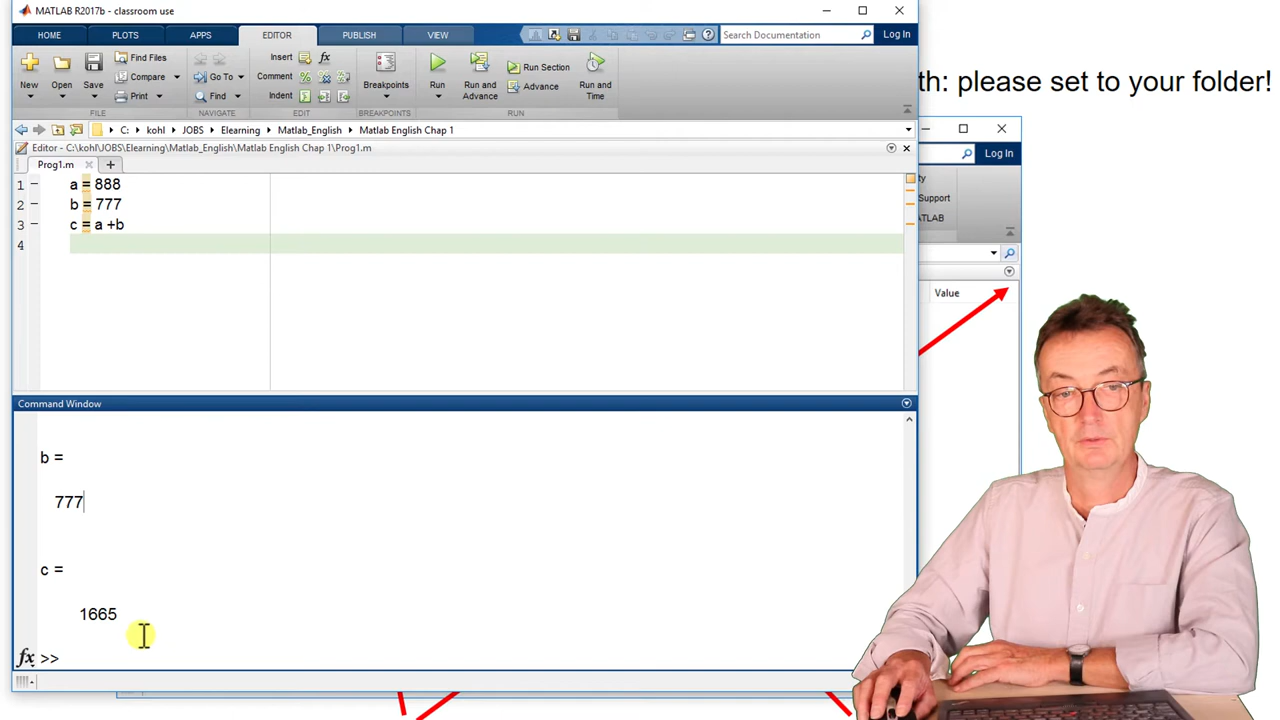 MATLAB R2017b - classroom use
HOME PLOTS APPS EDITOR PUBLISH VIEW Search Documentation Log In
New Open Save Find Files Compare Print Go To Find Insert Comment Indent fx Breakpoints Run Run and Advance Run Section Advance Run and Time
FILE NAVIGATE EDIT BREAKPOINTS RUN
C: kohl JOBS Elearning Matlab_English Matlab English Chap 1
Editor - C:\kohl\JOBS\Elearning\Matlab_English\Matlab English Chap 1\Prog1.m
Prog1.m
1 a = 888
2 b = 777
3 c = a +b
4
Command Window
b =
777
c =
1665
fx >>
th: please set to your folder!
Log In
Support
Value